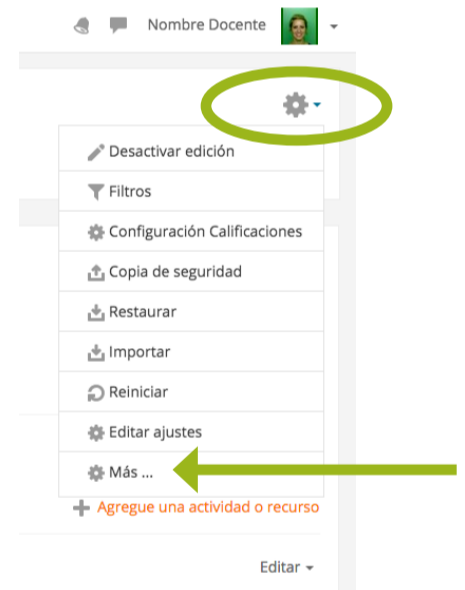 Nombre Docente
Desactivar edición
Filtros
Configuración Calificaciones
Copia de seguridad
Restaurar
Importar
Reiniciar
Editar ajustes
Más ...
Agregue una actividad o recurso
Editar